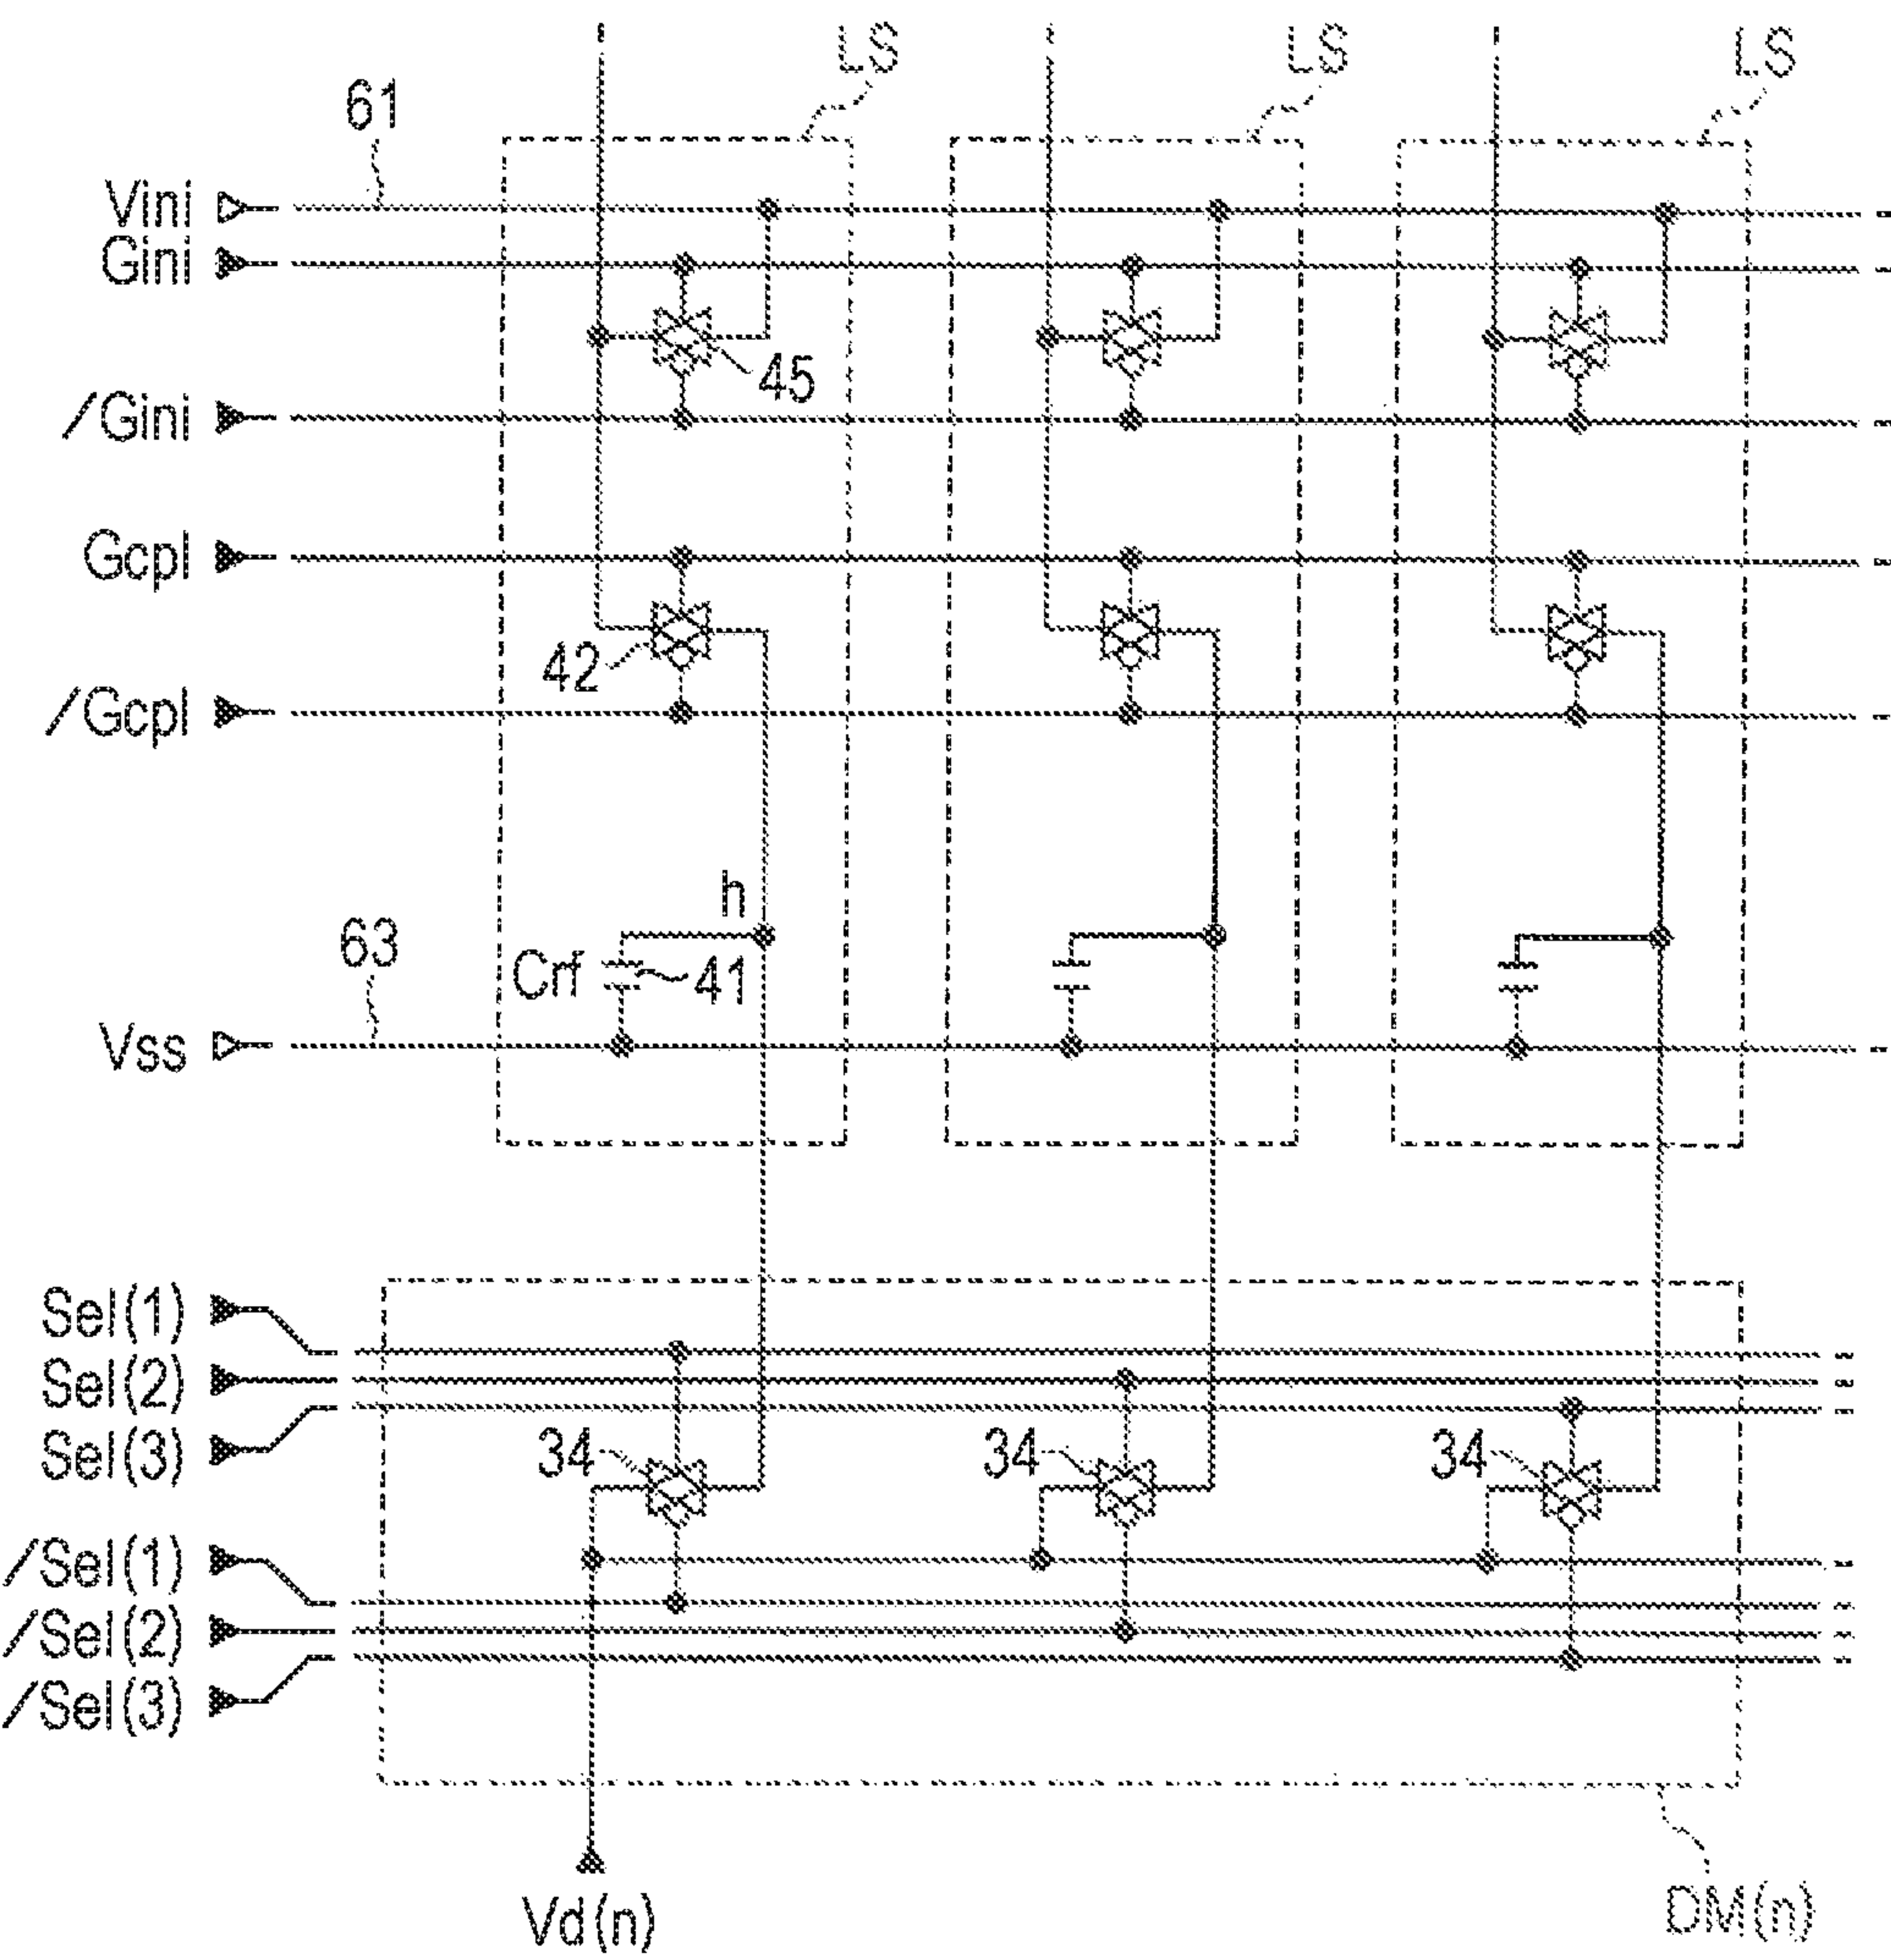 LS LS LS
61
Vini
Gini
45
/Gini
Gcpl
42
/Gcpl
h
63
Crf 41
Vss
Sel(1)
Sel(2)
Sel(3)
34 34 34
/Sel(1)
/Sel(2)
/Sel(3)
Vd(n)
DM(n)